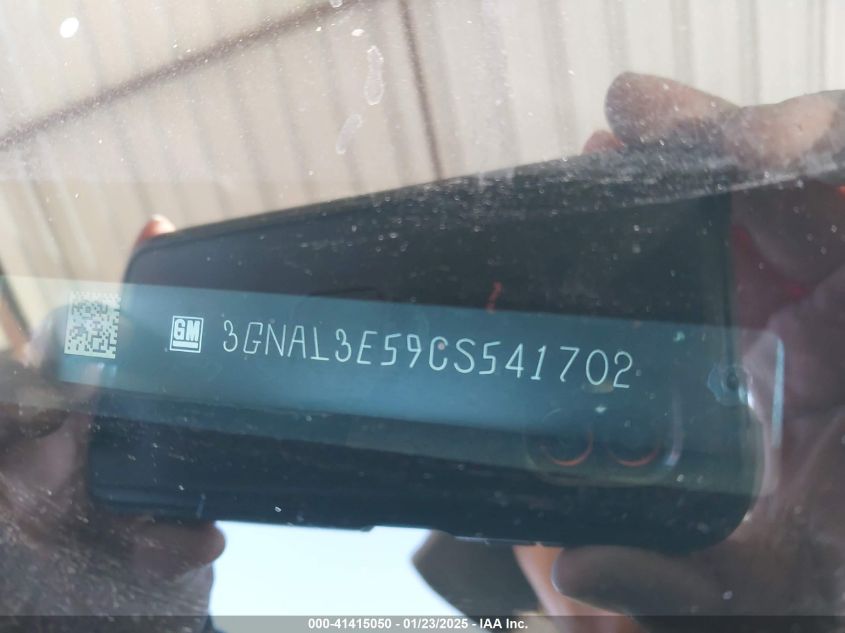 GM 3GNAL3E59CS541702
000-41415050 - 01/23/2025 - IAA Inc.